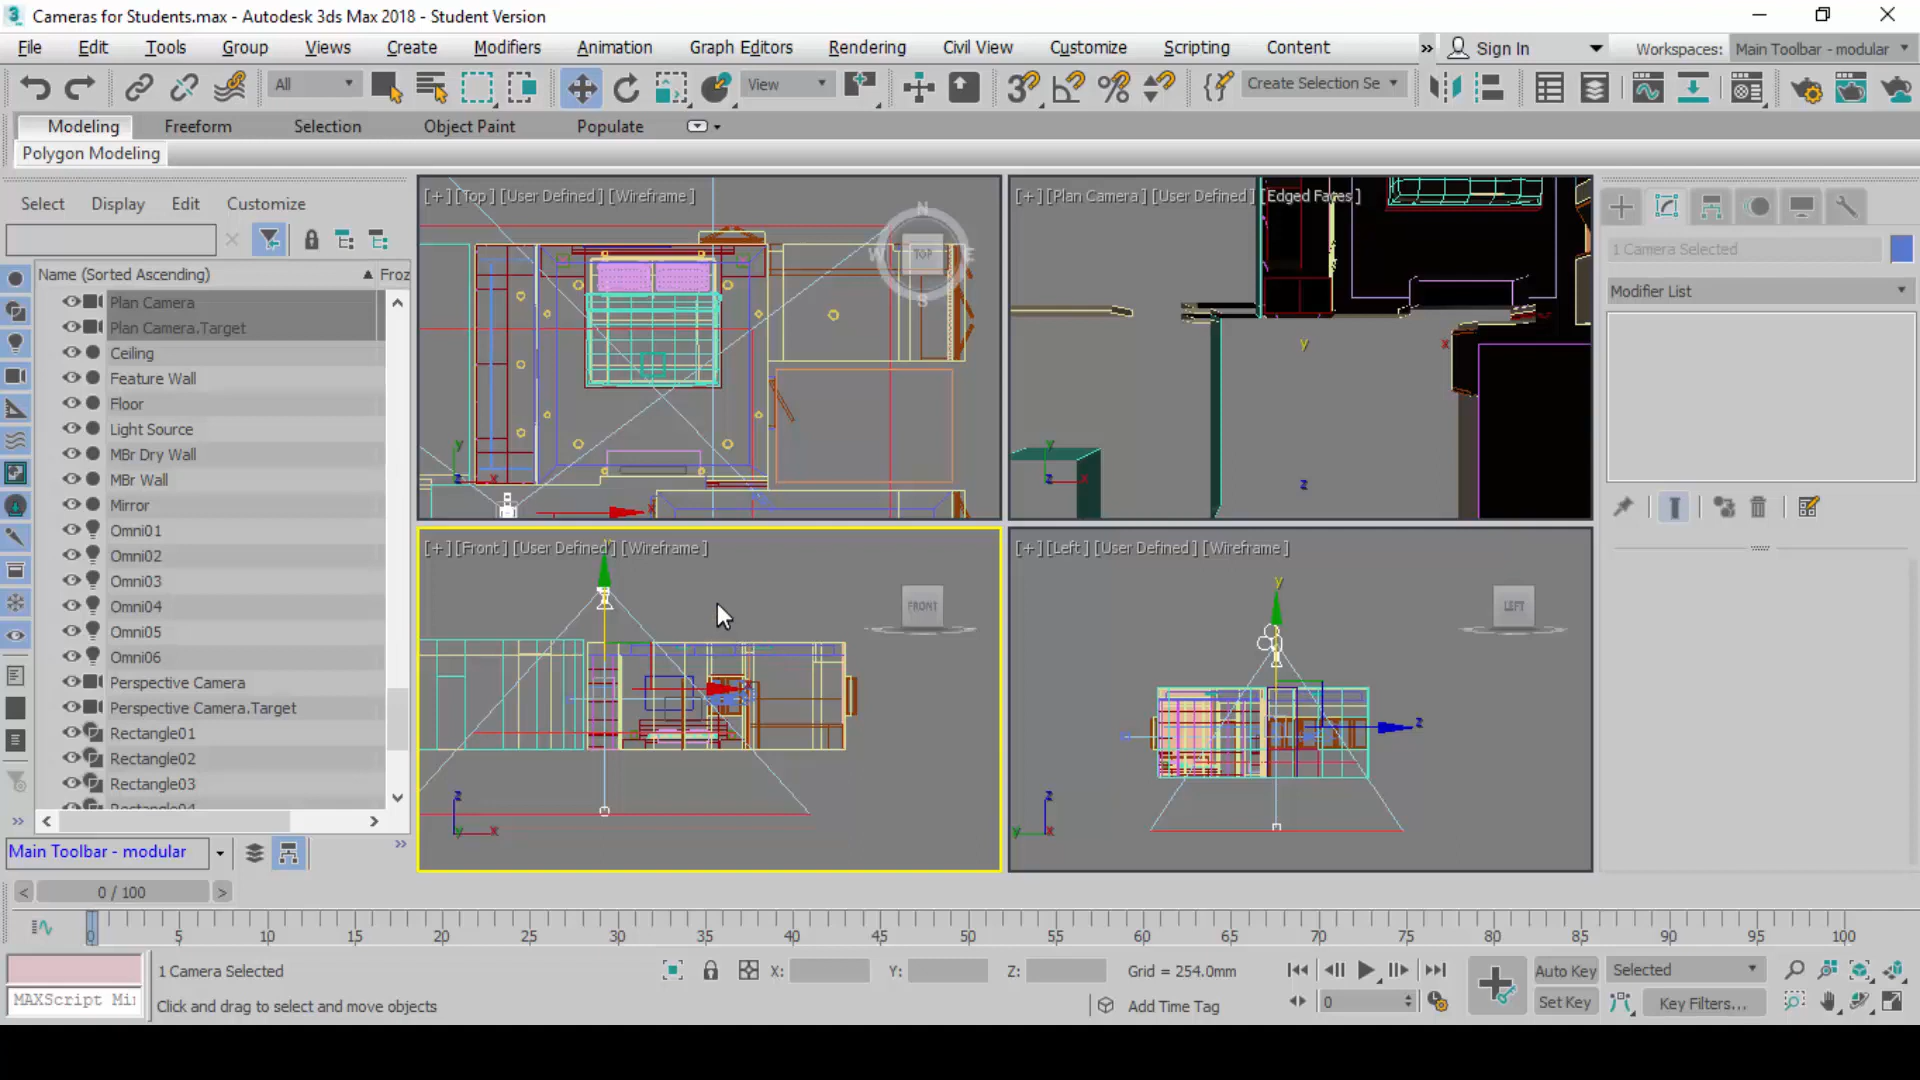 Cameras for Students.max - Autodesk 3ds Max 2018 - Student Version
File Edit Tools Group Views Create Modifiers Animation Graph Editors Rendering Civil View Customize Scripting Content » Sign In Workspaces: Main Toolbar - modular
All View Create Selection Se
Modeling Freeform Selection Object Paint Populate
Polygon Modeling
Select Display Edit Customize
Name (Sorted Ascending) Froz
Plan Camera
Plan Camera.Target
Ceiling
Feature Wall
Floor
Light Source
MBr Dry Wall
MBr Wall
Mirror
Omni01
Omni02
Omni03
Omni04
Omni05
Omni06
Perspective Camera
Perspective Camera.Target
Rectangle01
Rectangle02
Rectangle03
Rectangle04
[+] [Top] [User Defined] [Wireframe]
N
W TOP E
S
y
z x
x
[+] [Plan Camera] [User Defined] [Edged Faces]
y x
z
y
z x
[+] [Front] [User Defined] [Wireframe]
FRONT
x
z
y x
[+] [Left] [User Defined] [Wireframe]
y
LEFT
z
z
y x
1 Camera Selected
Modifier List
Main Toolbar - modular
< 0 / 100 >
0 5 10 15 20 25 30 35 40 45 50 55 60 65 70 75 80 85 90 95 100
1 Camera Selected X: Y: Z: Grid = 254.0mm Auto Key Selected
MAXScript Mi Click and drag to select and move objects Add Time Tag 0 Set Key Key Filters...